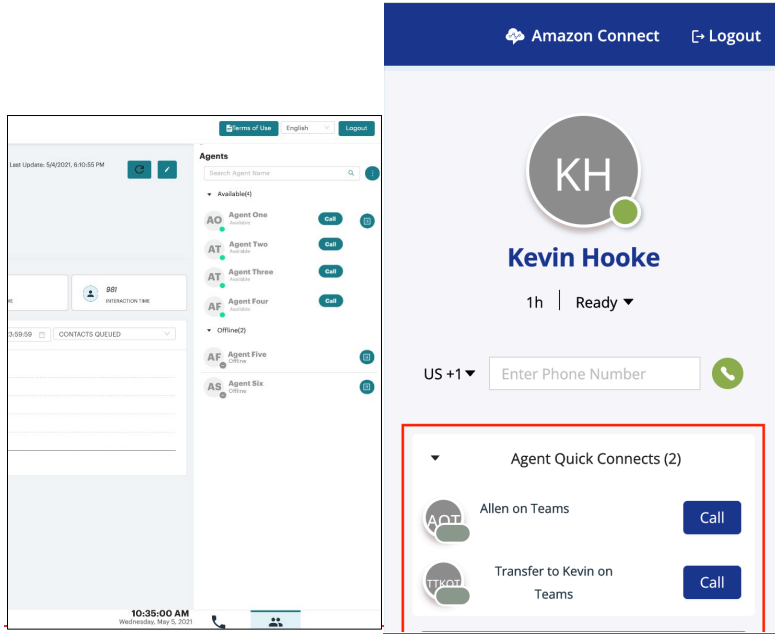 Terms of Use
English
Logout
Last Update: 5/4/2021, 6:10:55 PM
Agents
Search Agent Name
Available(4)
AO
Agent One
Available
Call
AT
Agent Two
Available
Call
AT
Agent Three
Available
Call
AF
Agent Four
Available
Call
Offline(2)
AF
Agent Five
Offline
AS
Agent Six
Offline
981
INTERACTION TIME
3:59:59
CONTACTS QUEUED
10:35:00 AM
Wednesday, May 5, 2021
Amazon Connect
Logout
KH
Kevin Hooke
1h
Ready
US +1
Enter Phone Number
Agent Quick Connects (2)
AOT
Allen on Teams
Call
TTKOT
Transfer to Kevin on
Teams
Call